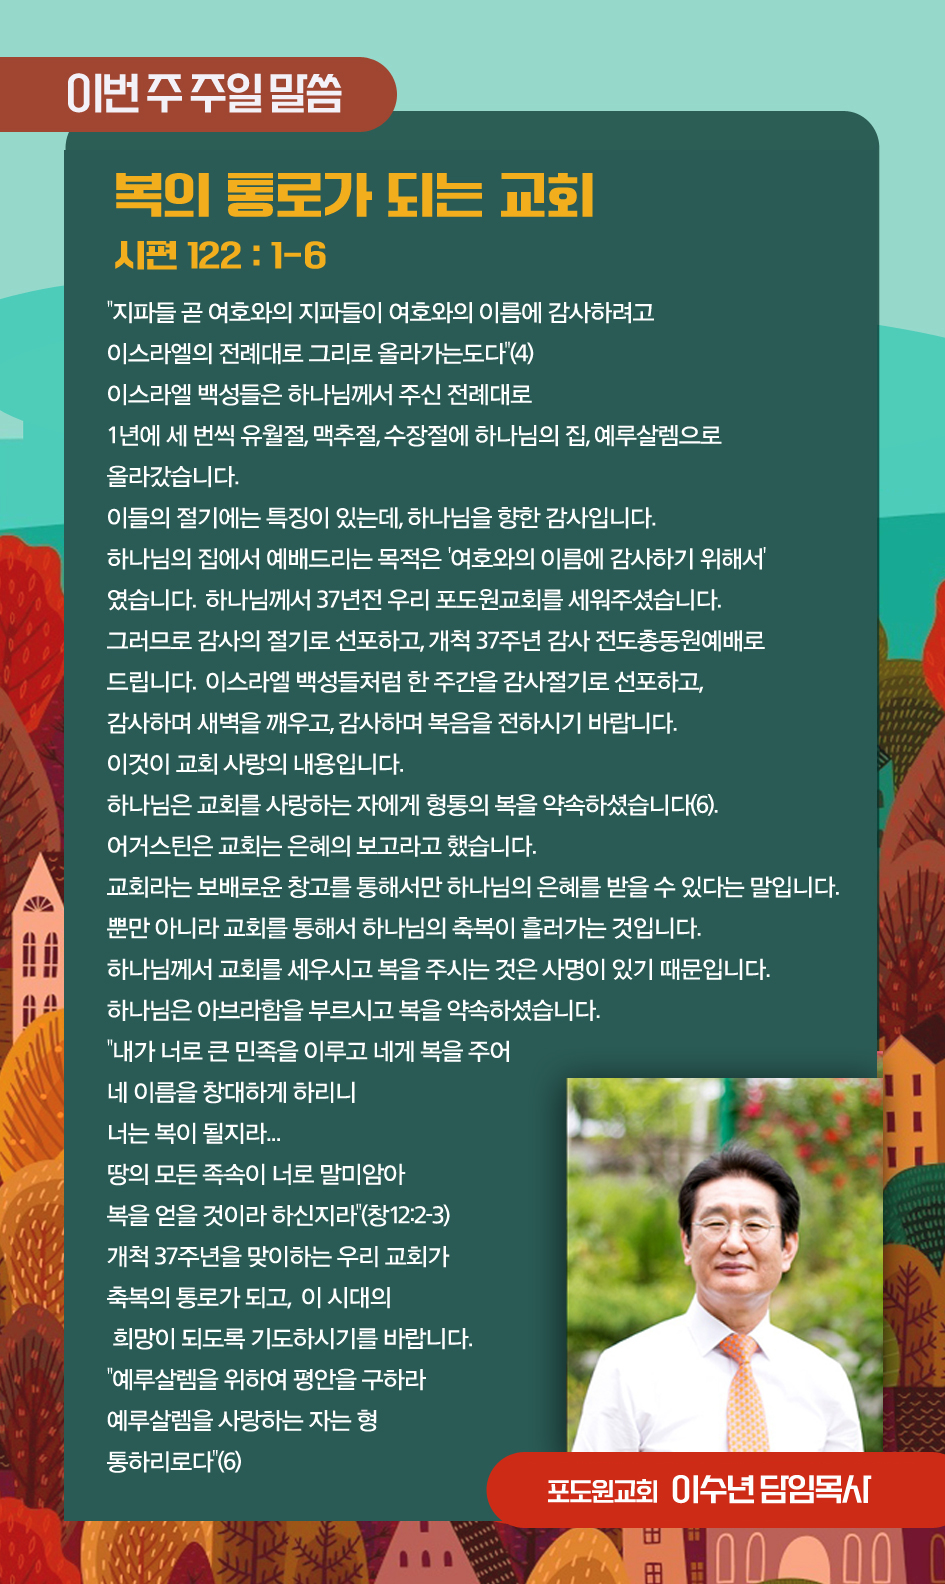 이번 주 주일 말씀
복의 통로가 되는 교회
시편 122 : 1-6
"지파들 곧 여호와의 지파들이 여호와의 이름에 감사하려고
이스라엘의 전례대로 그리로 올라가는도다"(4)
이스라엘 백성들은 하나님께서 주신 전례대로
1년에 세 번씩 유월절, 맥추절, 수장절에 하나님의 집, 예루살렘으로
올라갔습니다.
이들의 절기에는 특징이 있는데, 하나님을 향한 감사입니다.
하나님의 집에서 예배드리는 목적은 '여호와의 이름에 감사하기 위해서'
였습니다. 하나님께서 37년전 우리 포도원교회를 세워주셨습니다.
그러므로 감사의 절기로 선포하고, 개척 37주년 감사 전도총동원예배로
드립니다. 이스라엘 백성들처럼 한 주간을 감사절기로 선포하고,
감사하며 새벽을 깨우고, 감사하며 복음을 전하시기 바랍니다.
이것이 교회 사랑의 내용입니다.
하나님은 교회를 사랑하는 자에게 형통의 복을 약속하셨습니다(6).
어거스틴은 교회는 은혜의 보고라고 했습니다.
교회라는 보배로운 창고를 통해서만 하나님의 은혜를 받을 수 있다는 말입니다.
뿐만 아니라 교회를 통해서 하나님의 축복이 흘러가는 것입니다.
하나님께서 교회를 세우시고 복을 주시는 것은 사명이 있기 때문입니다.
하나님은 아브라함을 부르시고 복을 약속하셨습니다.
"내가 너로 큰 민족을 이루고 네게 복을 주어
네 이름을 창대하게 하리니
너는 복이 될지라...
땅의 모든 족속이 너로 말미암아
복을 얻을 것이라 하신지라"(창12:2-3)
개척 37주년을 맞이하는 우리 교회가
축복의 통로가 되고, 이 시대의
희망이 되도록 기도하시기를 바랍니다.
"예루살렘을 위하여 평안을 구하라
예루살렘을 사랑하는 자는 형
통하리로다"(6)
포도원교회 이수년 담임목사